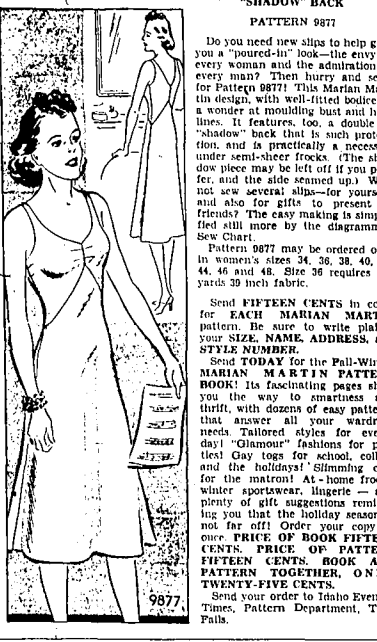 "SHADOW" BACK
PATTERN 9877
Do you need new slips to help g
you a "poured-in" look—the envy
every woman and the admiration
every man? Then hurry and se
for Pattern 9877! This Marian Ma
tin design, with well-fitted bodice
a wonder at moulding bust and h
lines. It features, too, a double
"shadow" back that is such prot
tion, and is practically a necess
under semi-sheer frocks. (The sh
dow piece may be left off if you p
fer, and the side seamed up.) W
not sew several slips—for yours
and also for gifts to present
friends? The easy making is simp
fied still more by the diagramm
Sew Chart.
Pattern 9877 may be ordered o
in women's sizes 34, 36, 38, 40,
44, 46 and 48. Size 36 requires
yards 39 inch fabric.
Send FIFTEEN CENTS in co
for EACH MARIAN MART
pattern. Be sure to write plai
your SIZE, NAME, ADDRESS,
STYLE NUMBER.
Send TODAY for the Fall-Win
MARIAN MARTIN PATTE
BOOK! Its fascinating pages sh
you the way to smartness
thrift, with dozens of easy patte
that answer all your wardr
needs. Tailored styles for eve
day! "Glamour" fashions for p
ties! Gay togs for school, coll
and the holidays! Slimming
for the matron! At-home froc
winter sportswear, lingerie —
plenty of gift suggestions remi
ing you that the holiday season
not far off! Order your copy
once. PRICE OF BOOK FIFTE
CENTS. PRICE OF PATTE
FIFTEEN CENTS. BOOK A
PATTERN TOGETHER, ON
TWENTY-FIVE CENTS.
Send your order to Idaho Even
Times, Pattern Department, T
Falls.
9877